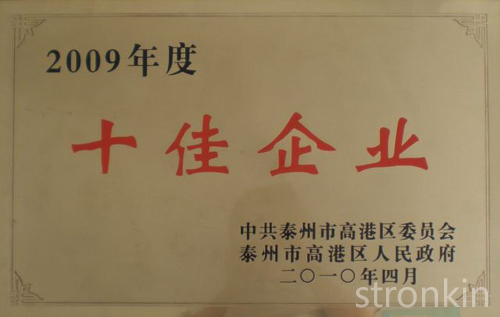 2009年度
十佳企业
中共泰州市高港区委员会
泰州市高港区人民政府
二〇一〇年四月
stronkin